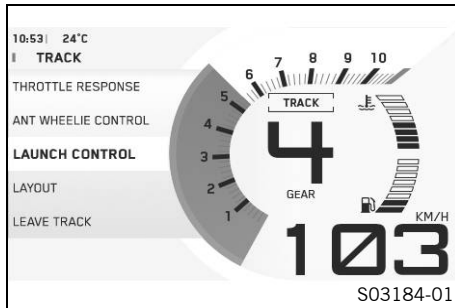 10:53| 24°C
TRACK
THROTTLE RESPONSE
ANT WHEELIE CONTROL
LAUNCH CONTROL
LAYOUT
LEAVE TRACK
1
2
3
4
5
6
7
8
9
10
TRACK
4
GEAR
KM/H
103
S03184-01